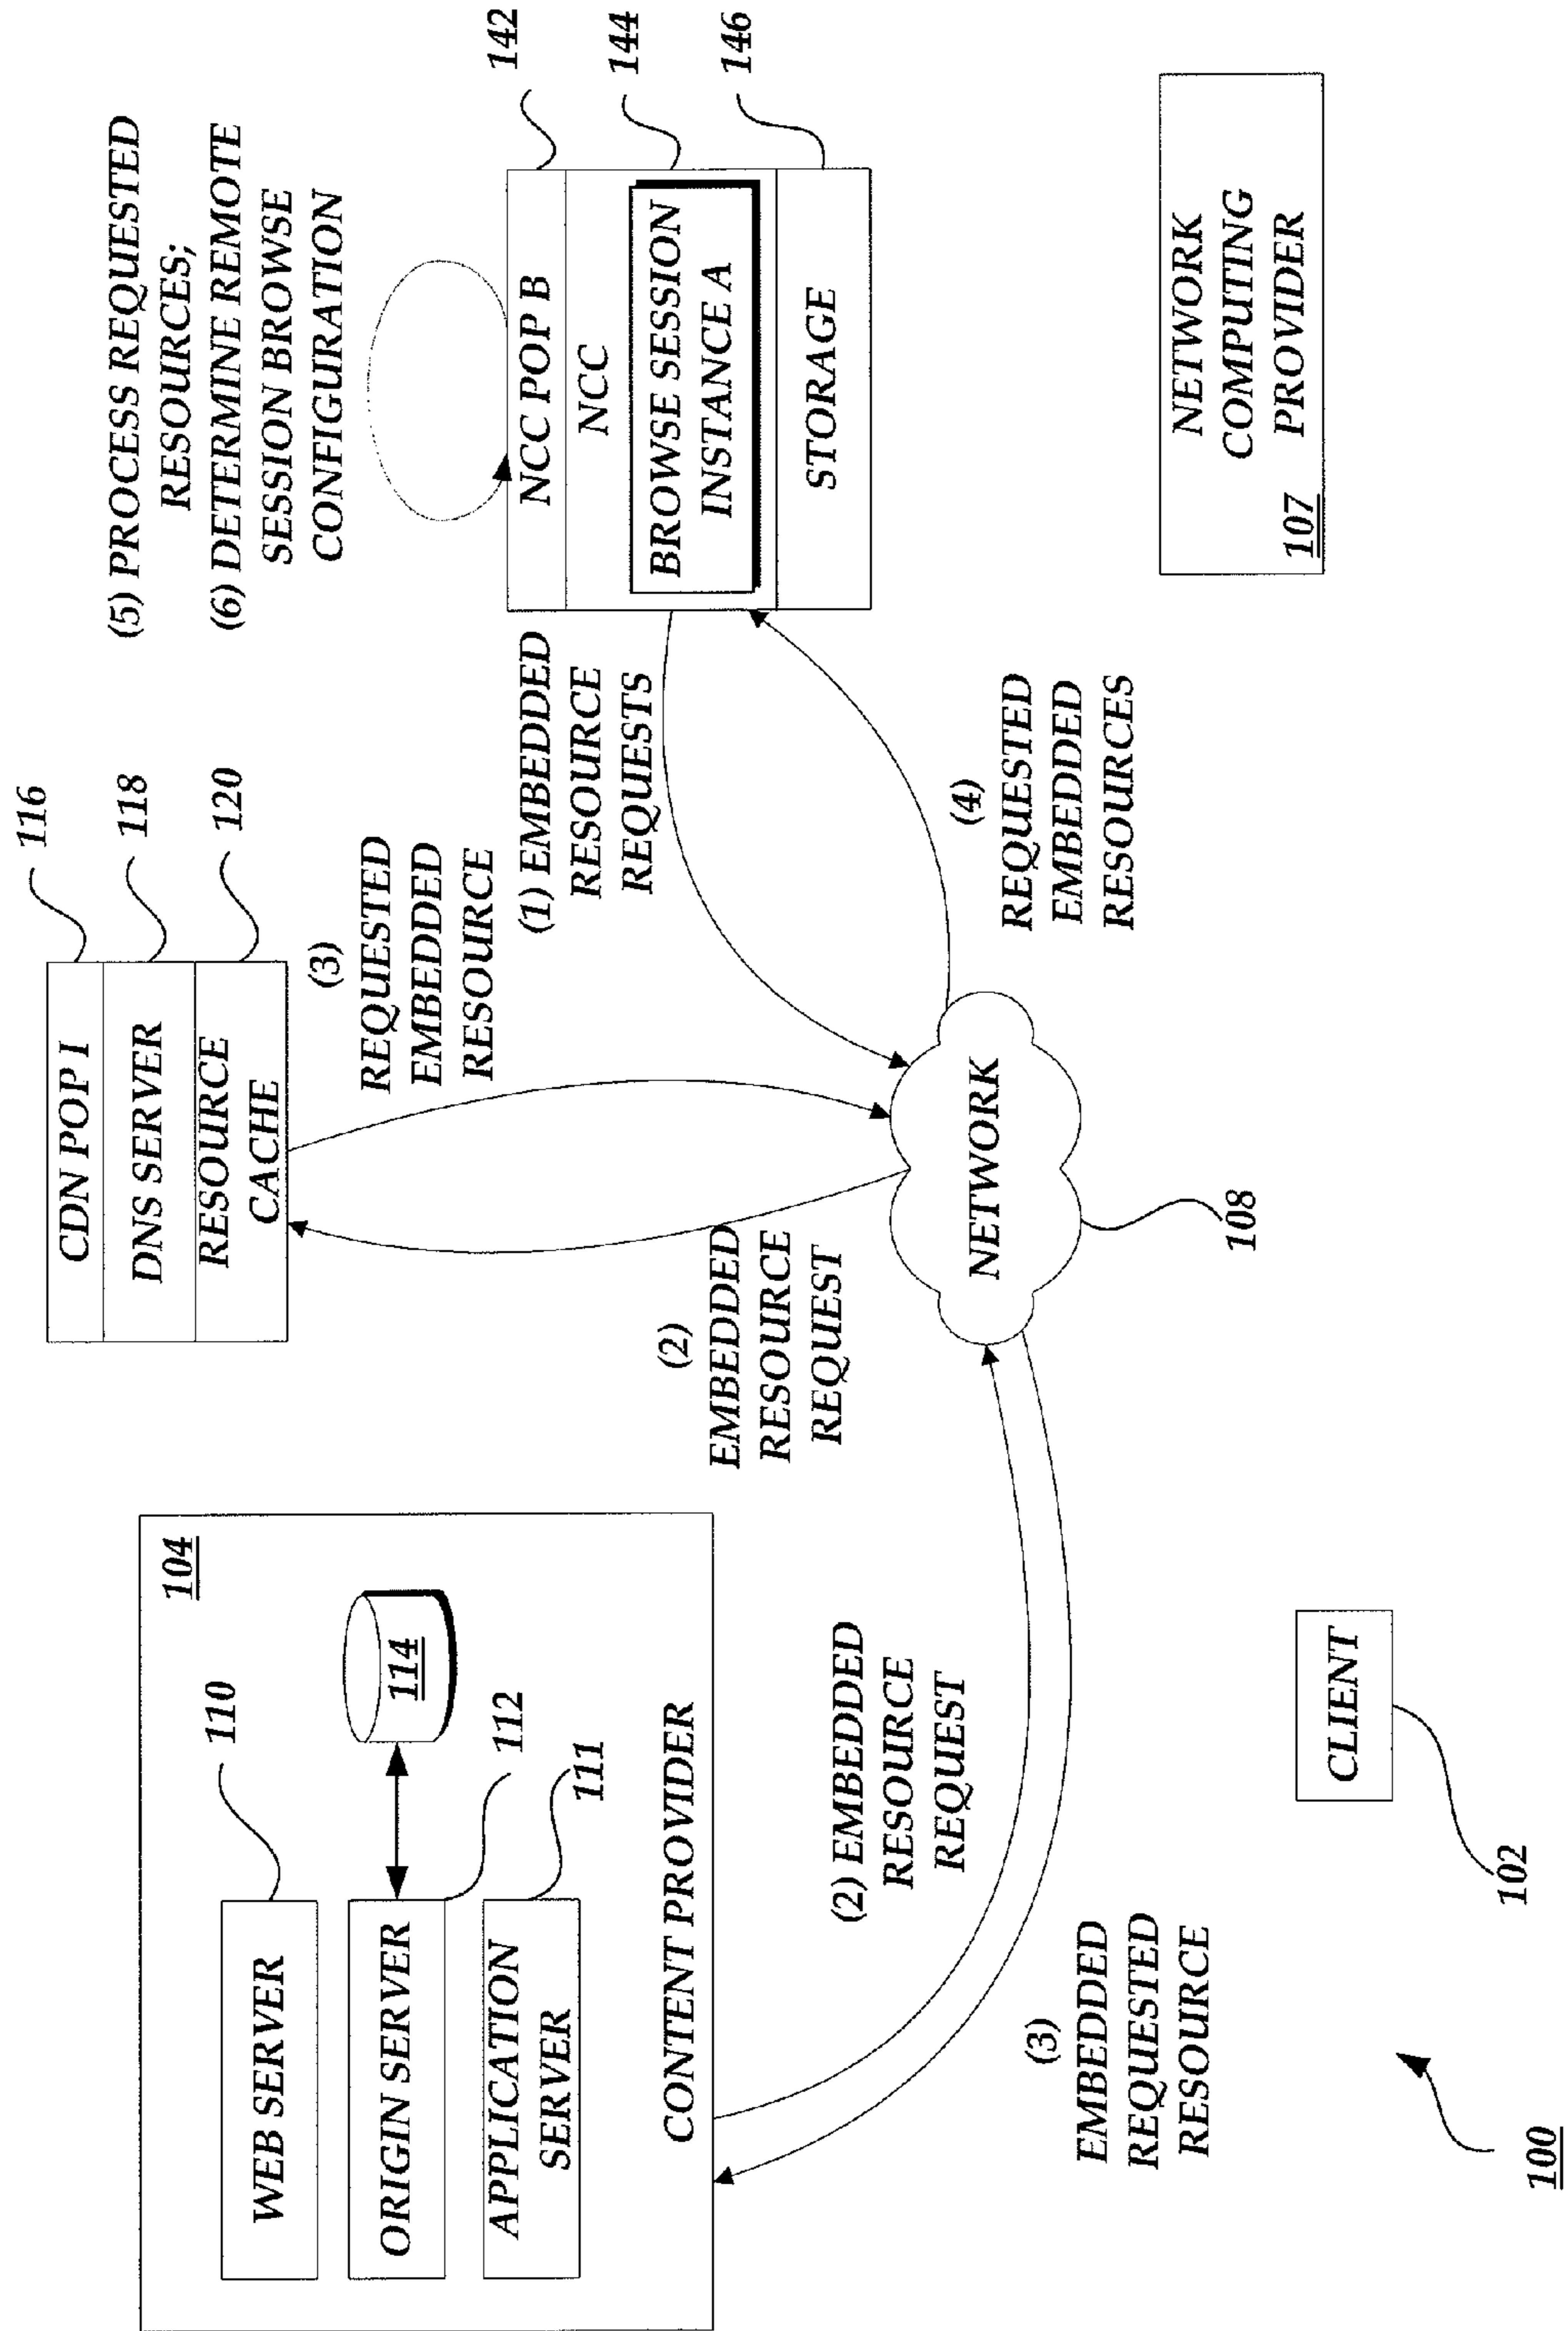 104
WEB SERVER
110
ORIGIN SERVER
114
112
APPLICATION
SERVER
111
CONTENT PROVIDER
CDN POP I
116
DNS SERVER
118
RESOURCE
CACHE
120
(5) PROCESS REQUESTED
RESOURCES;
(6) DETERMINE REMOTE
SESSION BROWSE
CONFIGURATION
NCC POP B
142
NCC
BROWSE SESSION
INSTANCE A
144
STORAGE
146
(3)
REQUESTED
EMBEDDED
RESOURCE
(1) EMBEDDED
RESOURCE
REQUESTS
(2)
EMBEDDED
RESOURCE
REQUEST
(2) EMBEDDED
RESOURCE
REQUEST
NETWORK
108
(4)
REQUESTED
EMBEDDED
RESOURCES
(3)
EMBEDDED
REQUESTED
RESOURCE
CLIENT
102
NETWORK
COMPUTING
PROVIDER
107
100